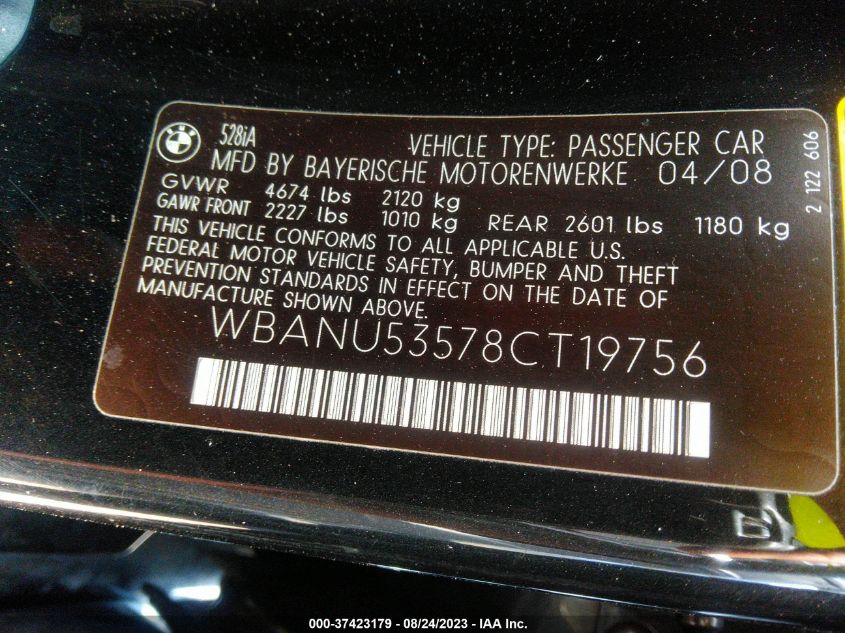 528iA
VEHICLE TYPE: PASSENGER CAR
MFD BY BAYERISCHE MOTORENWERKE 04/08
GVWR 4674 lbs 2120 kg
GAWR FRONT 2227 lbs 1010 kg REAR 2601 lbs 1180 kg
THIS VEHICLE CONFORMS TO ALL APPLICABLE U.S.
FEDERAL MOTOR VEHICLE SAFETY, BUMPER AND THEFT
PREVENTION STANDARDS IN EFFECT ON THE DATE OF
MANUFACTURE SHOWN ABOVE.
WBANU53578CT19756
2 122 606
000-37423179 - 08/24/2023 - IAA Inc.